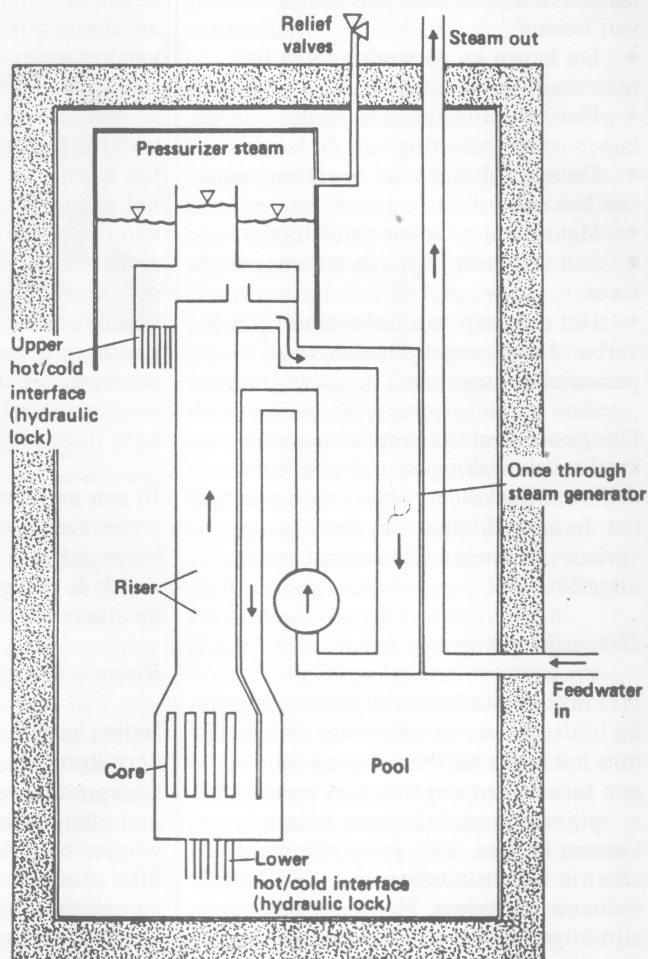 Relief
valves
Steam
Pressurizer steam
Upper
hot/cold
interface
(hydraulic
lock)
Once through
steam generator
Riser
Feedwater
in
Core
Pool
Lower
hot/cold interface
(hydraulic lock)